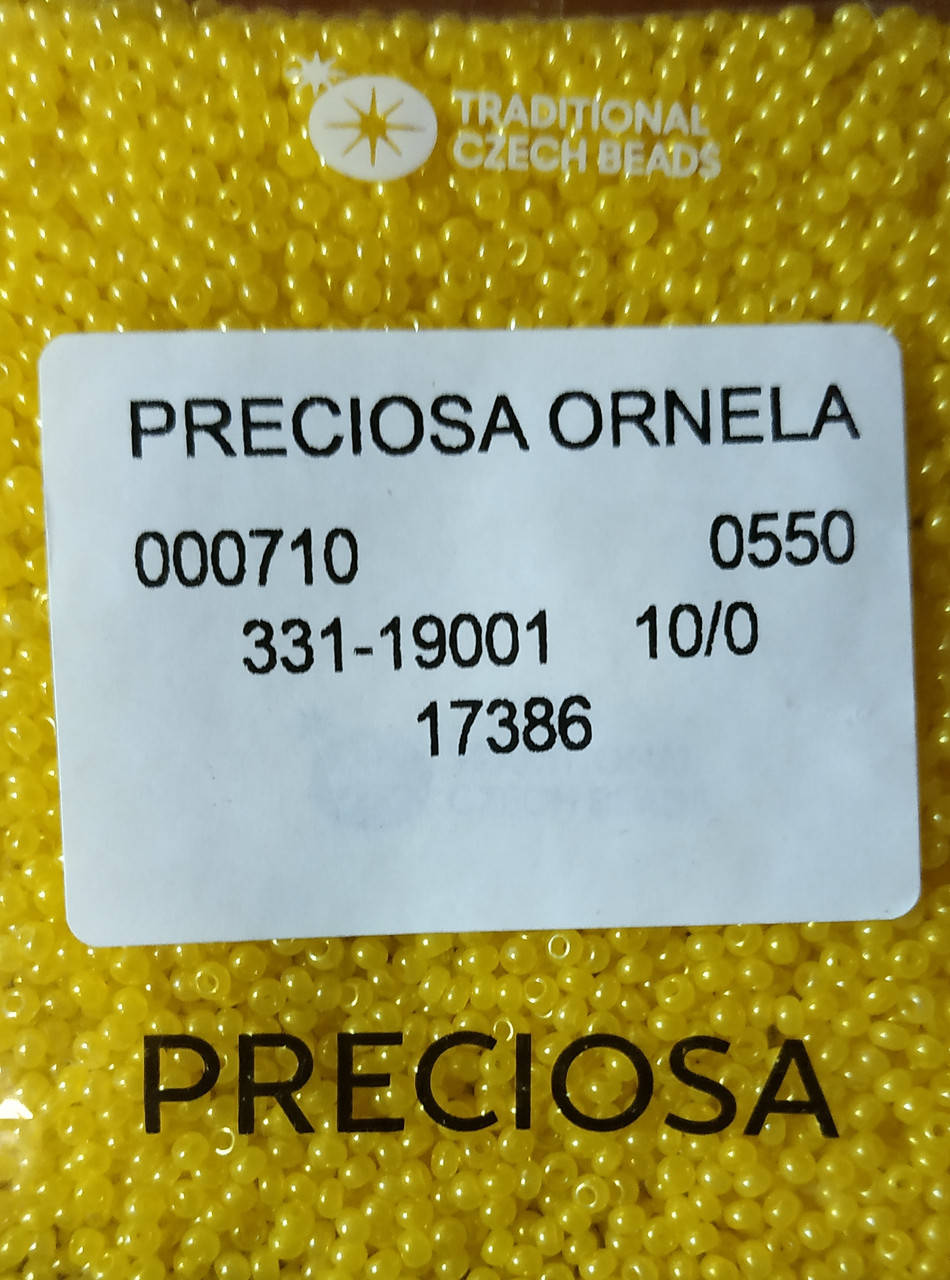 TRADITIONAL
CZECH BEADS
PRECIOSA ORNELA
000710 0550
331-19001 10/0
17386
PRECIOSA